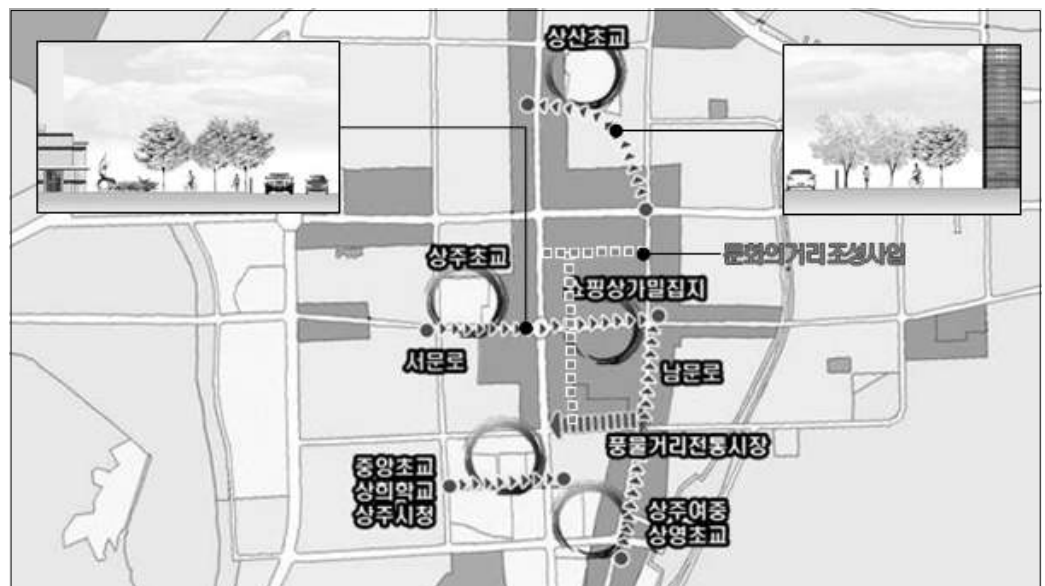 상산초교
문화의거리조성사업
상주초교
쇼핑상가밀집지
서문로
남문로
풍물거리전통시장
중앙초교
상희학교
상주시청
상주여중
상영초교